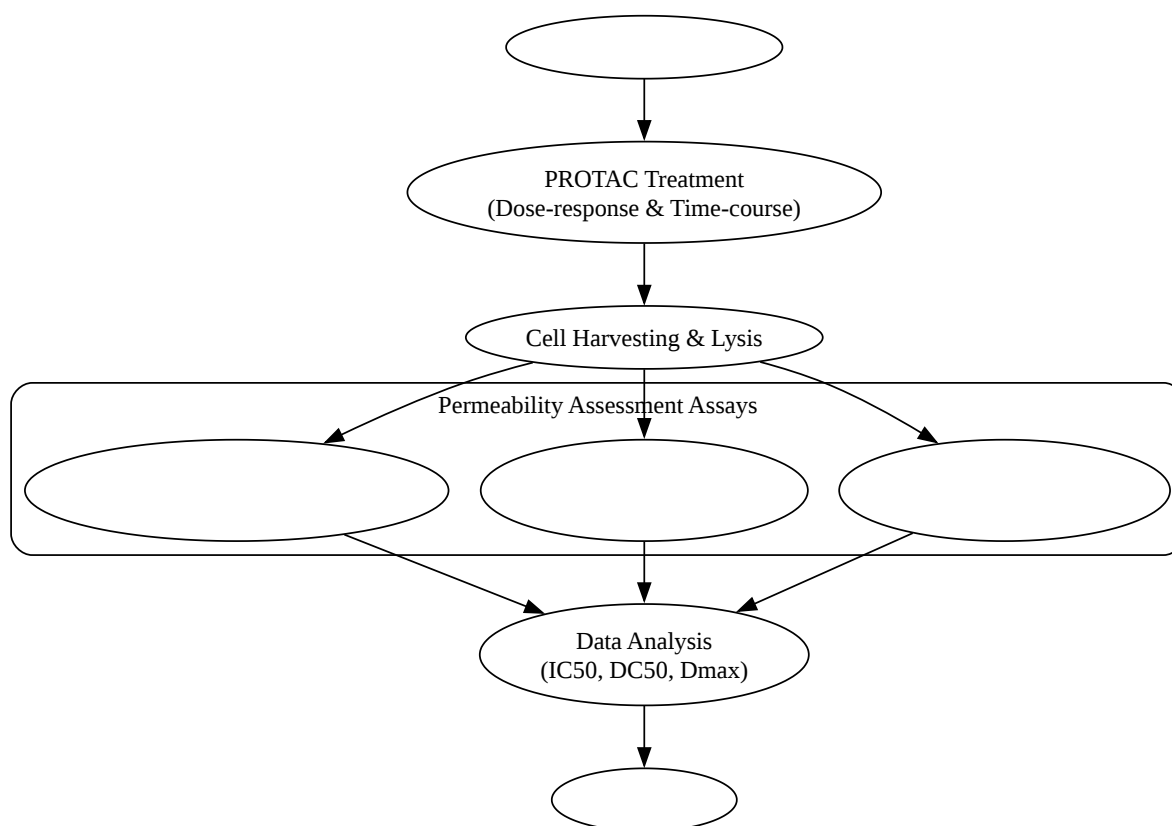 PROTAC Treatment
(Dose-response & Time-course)
Cell Harvesting & Lysis
Permeability Assessment Assays
Data Analysis
(IC50, DC50, Dmax)